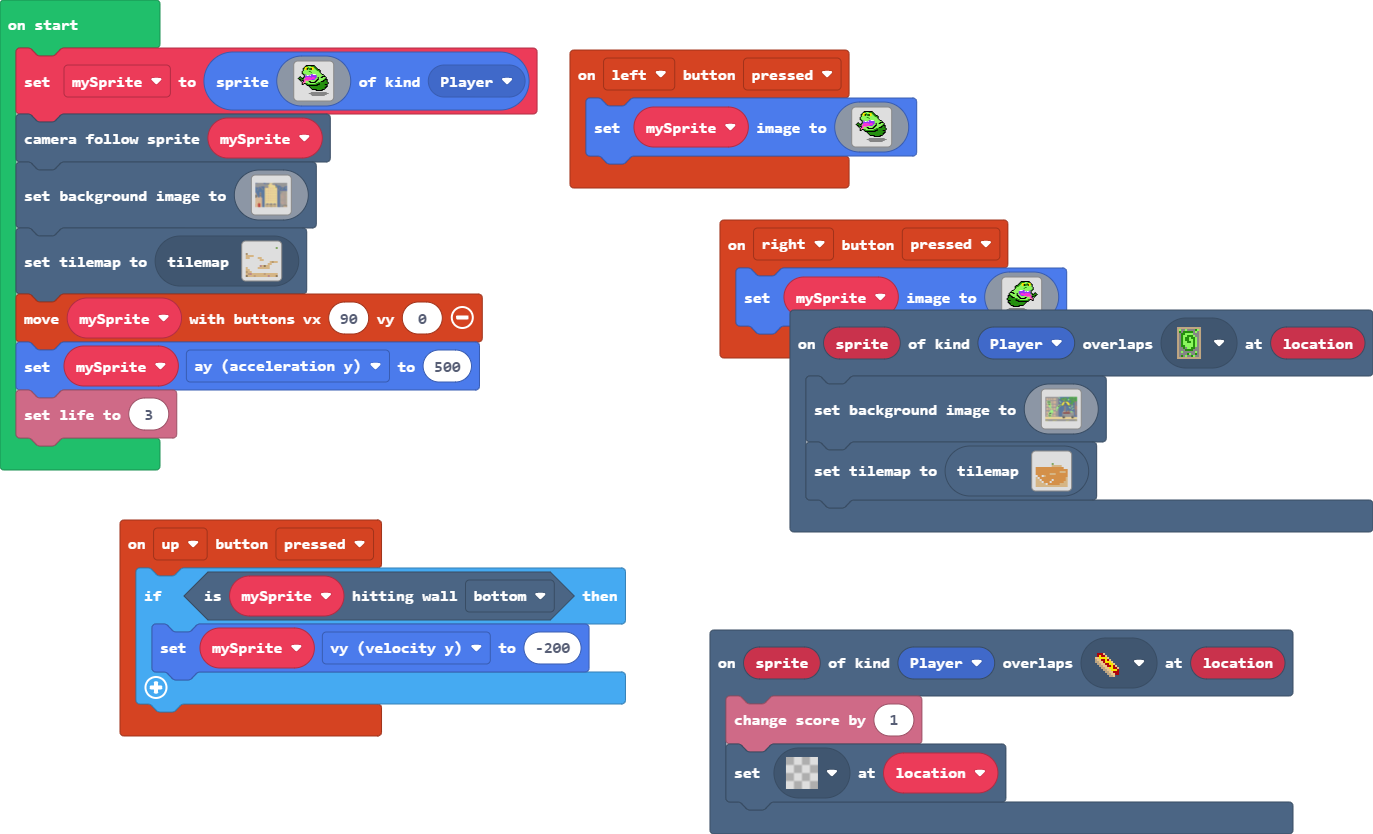 on start
set mySprite to sprite of kind Player
camera follow sprite mySprite
set background image to
set tilemap to tilemap
move mySprite with buttons vx 90 vy 0
set mySprite ay (acceleration y) to 500
set life to 3
on left button pressed
set mySprite image to
on right button pressed
set mySprite image to
on sprite of kind Player overlaps at location
set background image to
set tilemap to tilemap
on up button pressed
if is mySprite hitting wall bottom then
set mySprite vy (velocity y) to -200
on sprite of kind Player overlaps at location
change score by 1
set at location